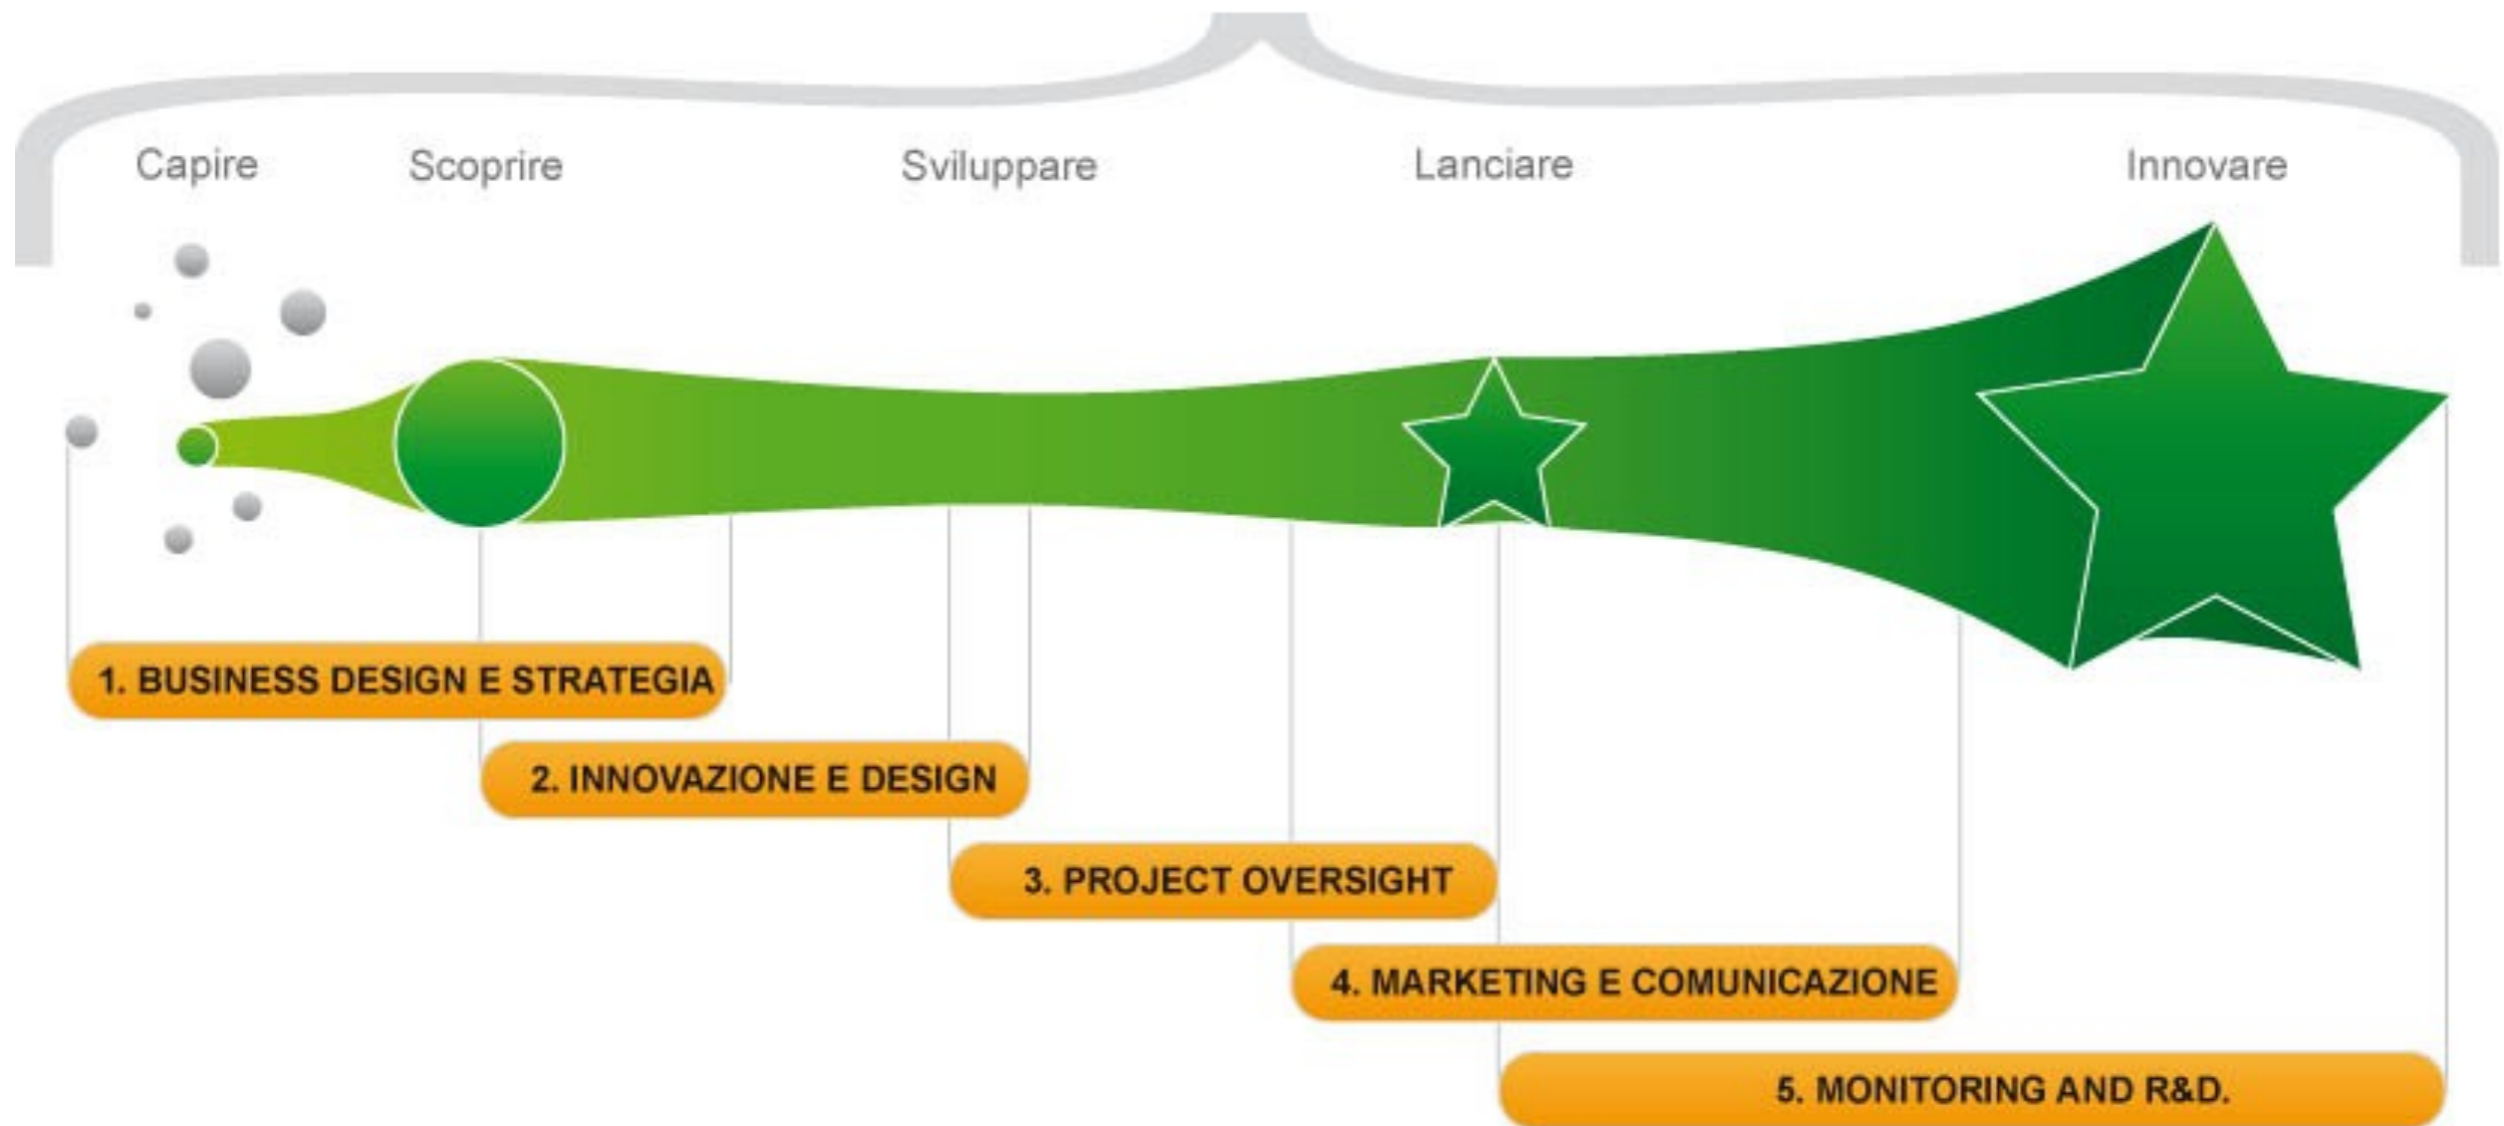 Capire Scoprire Sviluppare Lanciare Innovare
1. BUSINESS DESIGN E STRATEGIA
2. INNOVAZIONE E DESIGN
3. PROJECT OVERSIGHT
4. MARKETING E COMUNICAZIONE
5. MONITORING AND R&D.